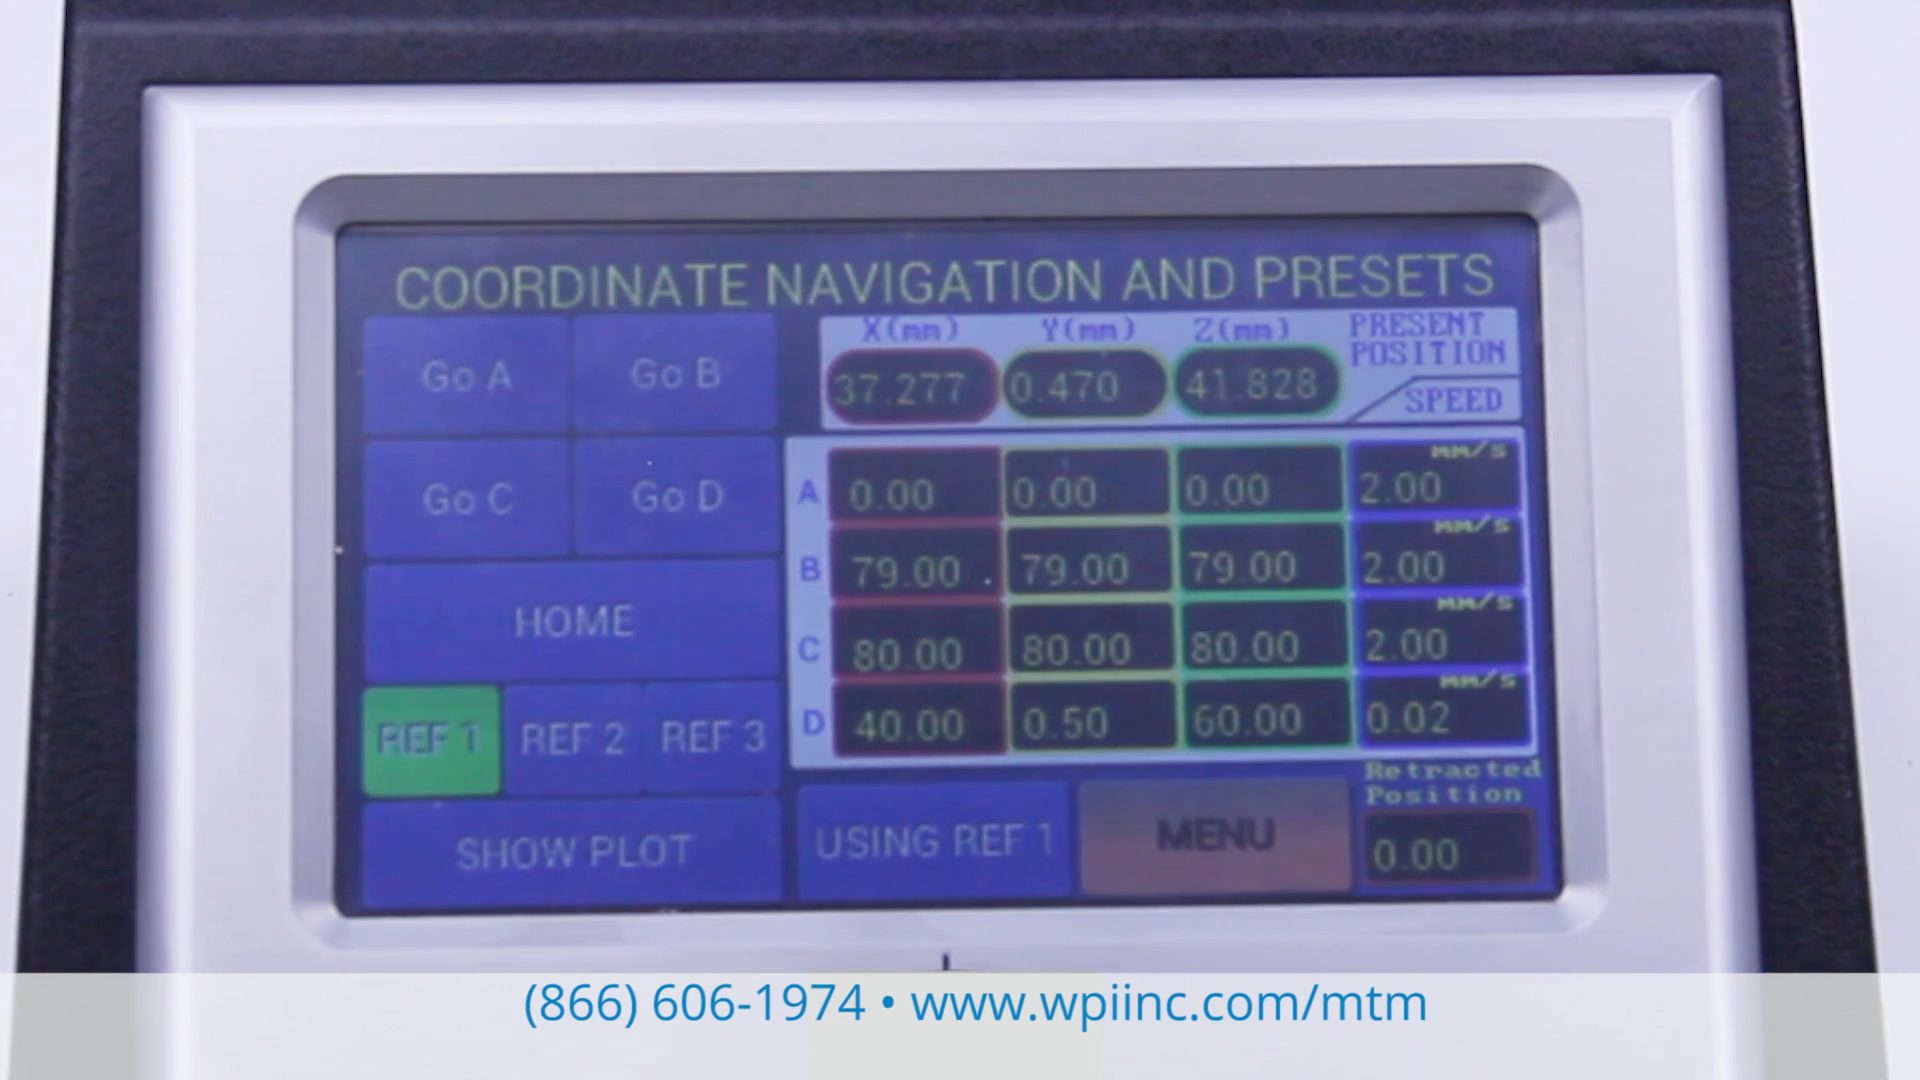 COORDINATE NAVIGATION AND PRESETS
Go A Go B
X(mm) Y(mm) Z(mm) PRESENT POSITION
37.277 0.470 41.828 SPEED
Go C Go D
A 0.00 0.00 0.00 2.00 mm/s
B 79.00 79.00 79.00 2.00 mm/s
HOME
C 80.00 80.00 80.00 2.00 mm/s
REF 1 REF 2 REF 3
D 40.00 0.50 60.00 0.02 mm/s
SHOW PLOT
USING REF 1
MENU
Retracted
Position
0.00
(866) 606-1974 • www.wpiinc.com/mtm